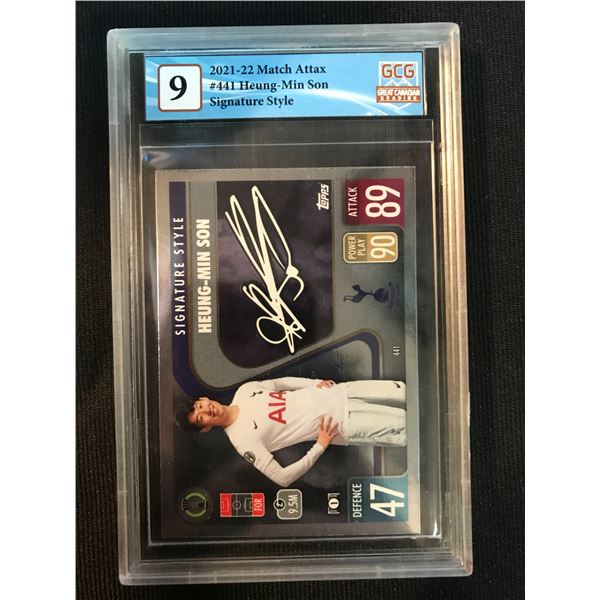 9
2021-22 Match Attax
#441 Heung-Min Son
Signature Style
GCG
GREAT CANADIAN
GRADING
SIGNATURE STYLE
HEUNG-MIN SON
Topps
ATTACK
89
POWER
PLAY
90
441
AIA
FOR
9.5M
DEFENCE
47